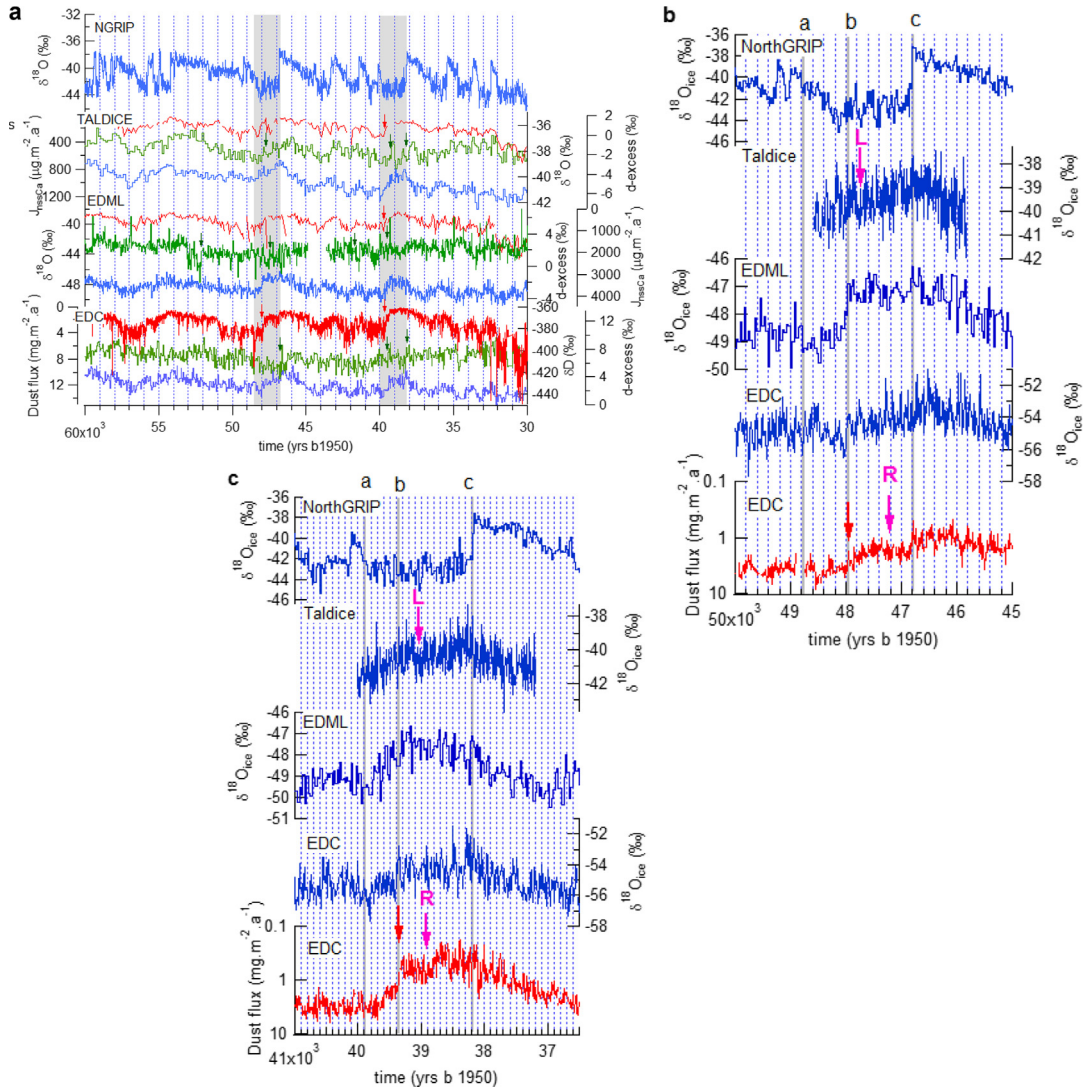 a
NGRIP
-32
-36
-40
-44
δ18O (‰)
s
TALDICE
400
800
1200
JnssCa (µg.m-2.a-1)
-36
-38
-40
-42
δ18O (‰)
2
0
-2
-4
-6
0
d-excess (‰)
EDML
-40
-44
-48
δ18O (‰)
4
0
-4
d-excess (‰)
1000
2000
3000
4000
JnssCa (µg.m-2.a-1)
EDC
0
4
8
12
Dust flux (mg.m-2.a-1)
-360
-380
-400
-420
-440
δD (‰)
12
8
4
0
d-excess (‰)
60x10³ 55 50 45 40 35 30
time (yrs b1950)
b
a b c
NorthGRIP
-36
-38
-40
-42
-44
-46
δ18Oice (‰)
L
Taldice
-38
-39
-40
-41
-42
δ18Oice (‰)
EDML
-46
-47
-48
-49
-50
δ18Oice (‰)
EDC
-52
-54
-56
-58
δ18Oice (‰)
R
EDC
0.1
1
10
Dust flux (mg.m-2.a-1)
50x10³ 49 48 47 46 45
time (yrs b 1950)
c
a b c
NorthGRIP
-36
-38
-40
-42
-44
-46
δ18Oice (‰)
L
Taldice
-38
-40
-42
δ18Oice (‰)
EDML
-46
-47
-48
-49
-50
-51
δ18Oice (‰)
EDC
-52
-54
-56
-58
δ18Oice (‰)
R
EDC
0.1
1
10
Dust flux (mg.m-2.a-1)
41x10³ 40 39 38 37
time (yrs b 1950)